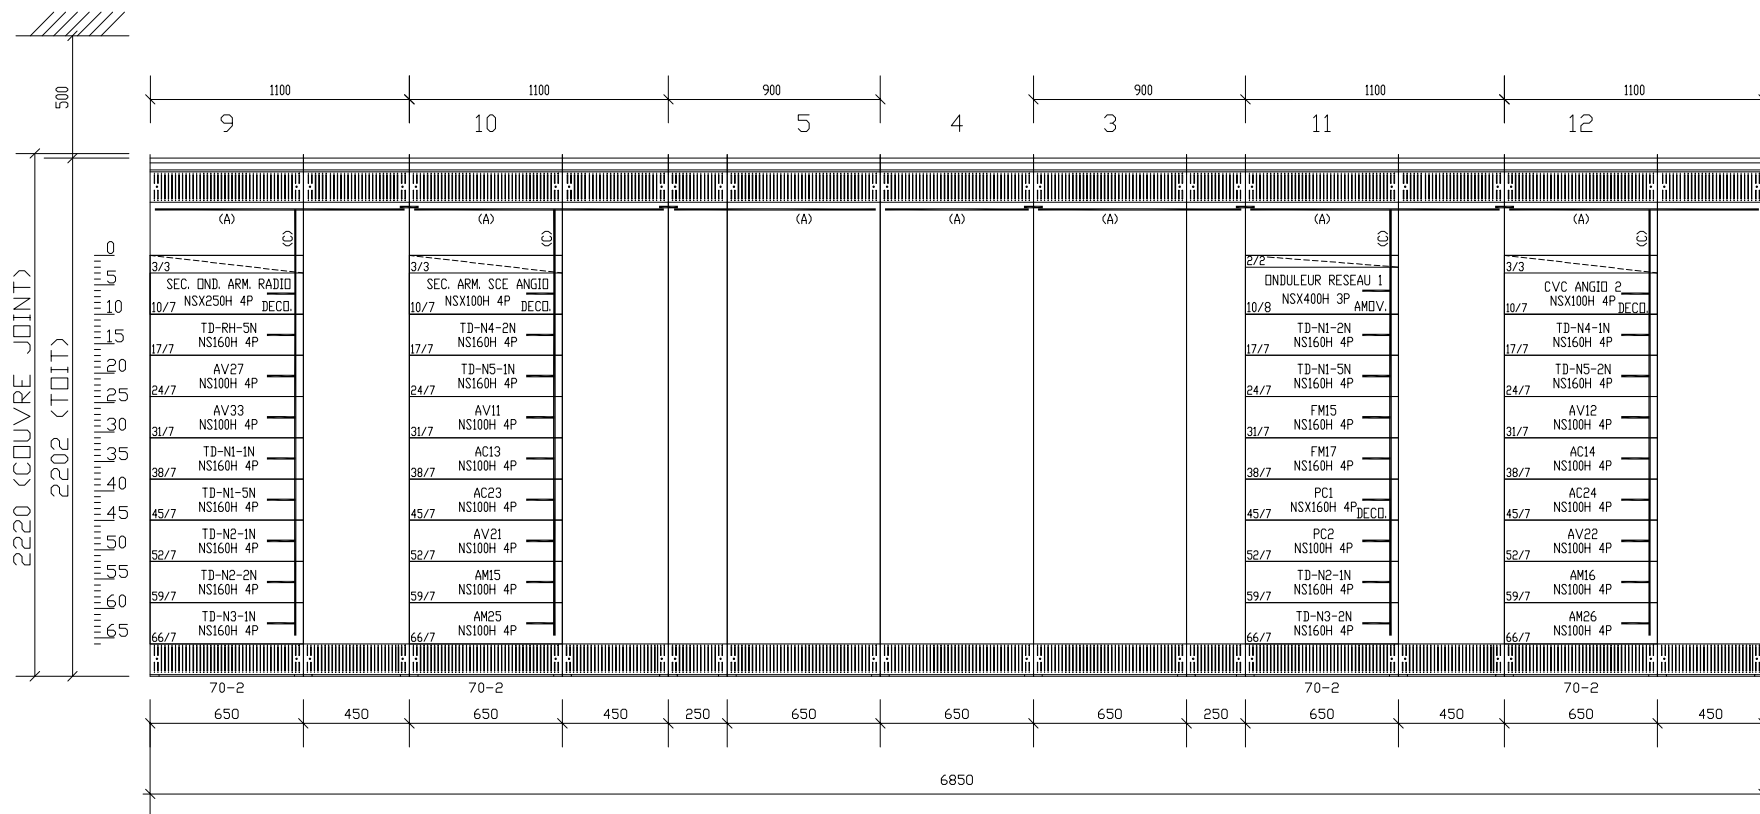 500
1100
1100
900
900
1100
1100
9
10
5
4
3
11
12
2220 (COUVRE JOINT)
2202 (TOIT)
0
5
10
15
20
25
30
35
40
45
50
55
60
65
(A)
(C)
3/3
SEC. OND. ARM. RADIO
NSX250H 4P
10/7
DECO.
TD-RH-5N
NS160H 4P
17/7
AV27
NS100H 4P
24/7
AV33
NS100H 4P
31/7
TD-N1-1N
NS160H 4P
38/7
TD-N1-5N
NS160H 4P
45/7
TD-N2-1N
NS160H 4P
52/7
TD-N2-2N
NS160H 4P
59/7
TD-N3-1N
NS160H 4P
66/7
70-2
(A)
(C)
3/3
SEC. ARM. SCE ANGIO
NSX100H 4P
10/7
DECO.
TD-N4-2N
NS160H 4P
17/7
TD-N5-1N
NS160H 4P
24/7
AV11
NS100H 4P
31/7
AC13
NS100H 4P
38/7
AC23
NS100H 4P
45/7
AV21
NS100H 4P
52/7
AM15
NS100H 4P
59/7
AM25
NS100H 4P
66/7
70-2
(A)
(A)
(A)
(A)
(C)
2/2
ONDULEUR RESEAU 1
NSX400H 3P
10/8
AMOV.
TD-N1-2N
NS160H 4P
17/7
TD-N1-5N
NS160H 4P
24/7
FM15
NS160H 4P
31/7
FM17
NS160H 4P
38/7
PC1
NSX160H 4P
45/7
DECO.
PC2
NS100H 4P
52/7
TD-N2-1N
NS160H 4P
59/7
TD-N3-2N
NS160H 4P
66/7
70-2
(A)
(C)
3/3
CVC ANGIO 2
NSX100H 4P
10/7
DECO.
TD-N4-1N
NS160H 4P
17/7
TD-N5-2N
NS160H 4P
24/7
AV12
NS100H 4P
31/7
AC14
NS100H 4P
38/7
AC24
NS100H 4P
45/7
AV22
NS100H 4P
52/7
AM16
NS100H 4P
59/7
AM26
NS100H 4P
66/7
70-2
650
450
650
450
250
650
650
650
250
650
450
650
450
6850